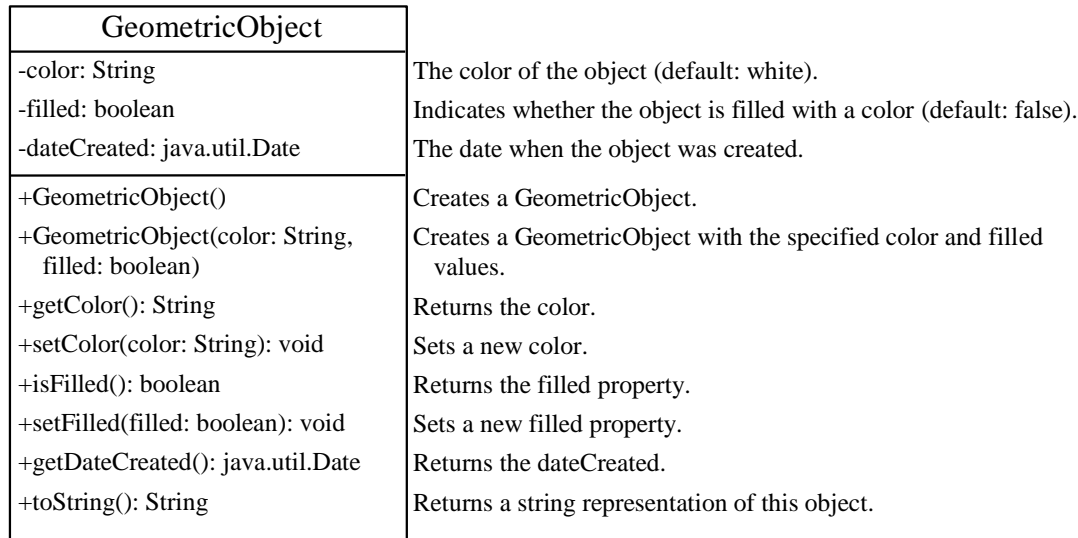 GeometricObject
-color: String
The color of the object (default: white).
-filled: boolean
Indicates whether the object is filled with a color (default: false).
-dateCreated: java.util.Date
The date when the object was created.
+GeometricObject()
Creates a GeometricObject.
+GeometricObject(color: String,
filled: boolean)
Creates a GeometricObject with the specified color and filled
values.
+getColor(): String
Returns the color.
+setColor(color: String): void
Sets a new color.
+isFilled(): boolean
Returns the filled property.
+setFilled(filled: boolean): void
Sets a new filled property.
+getDateCreated(): java.util.Date
Returns the dateCreated.
+toString(): String
Returns a string representation of this object.